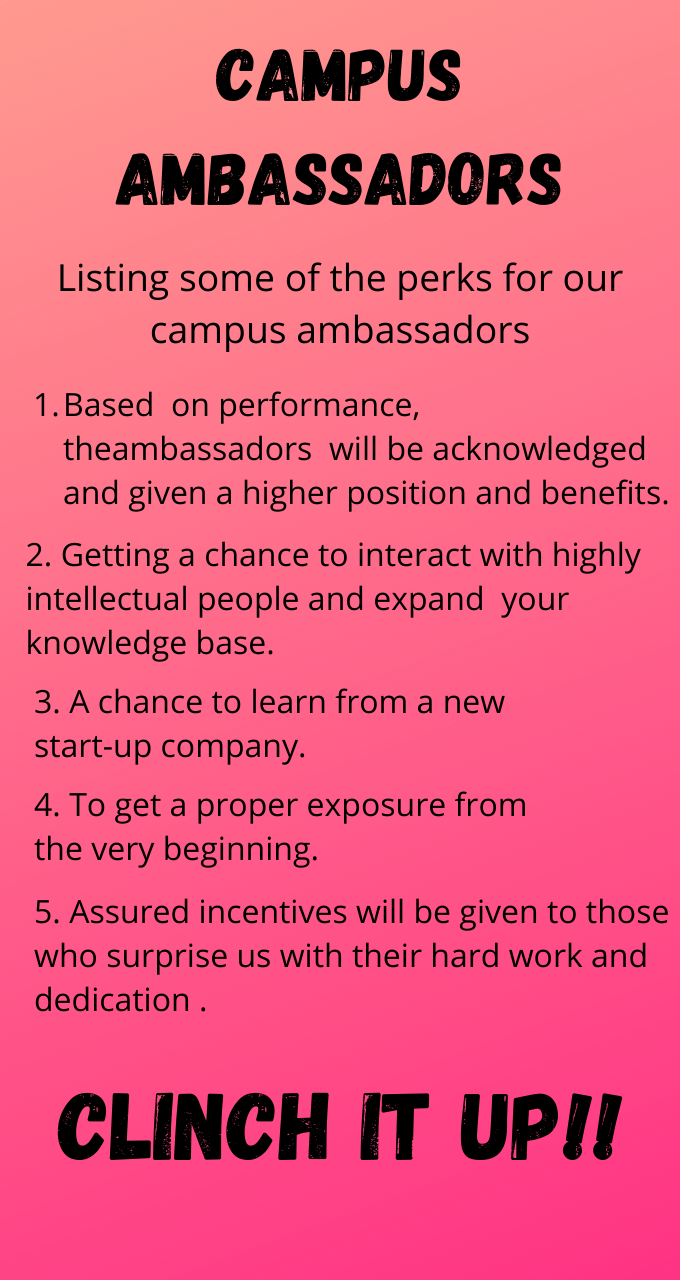 CAMPUS
AMBASSADORS
Listing some of the perks for our
campus ambassadors
1. Based  on performance,
theambassadors  will be acknowledged
and given a higher position and benefits.
2. Getting a chance to interact with highly
intellectual people and expand  your
knowledge base.
3. A chance to learn from a new
start-up company.
4. To get a proper exposure from
the very beginning.
5. Assured incentives will be given to those
who surprise us with their hard work and
dedication .
CLINCH IT UP!!